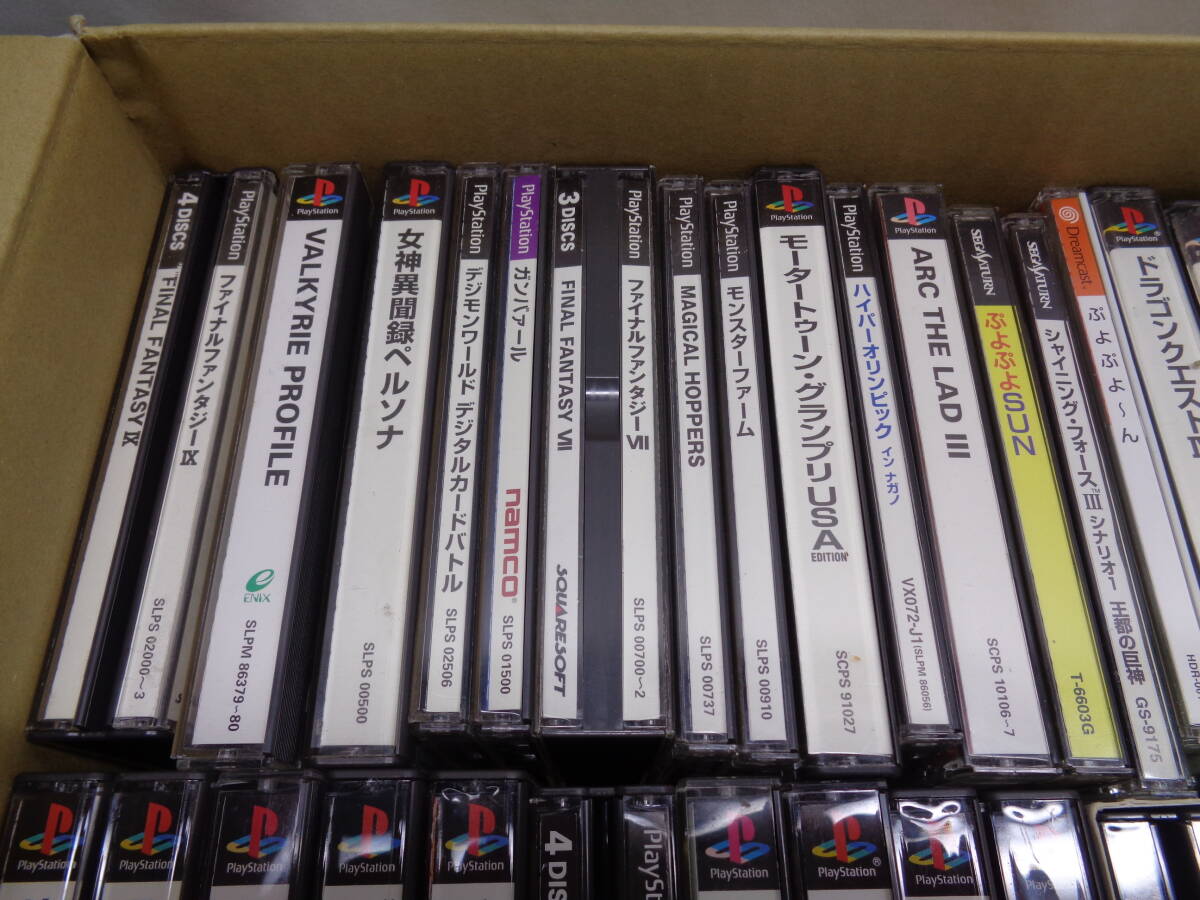 4 DISCS
FINAL FANTASY IX
PlayStation
ファイナルファンタジーIX
SLPS 02000~3
PlayStation
VALKYRIE PROFILE
ENIX
SLPM 86379-80
PlayStation
女神異聞録ペルソナ
SLPS 00500
PlayStation
デジモンワールド デジタルカードバトル
SLPS 02506
PlayStation
ガンバァール
namco
SLPS 01500
3 DISCS
FINAL FANTASY VII
SQUARESOFT
PlayStation
ファイナルファンタジーVII
SLPS 00700~2
PlayStation
MAGICAL HOPPERS
SLPS 00737
PlayStation
モンスターファーム
SLPS 00910
PlayStation
モータートゥーン・グランプリUSA
EDITION
SCPS 91027
PlayStation
ハイパーオリンピック イン ナガノ
VX072-J1(SLPM 86056)
PlayStation
ARC THE LAD III
SCPS 10106~7
SEGA SATURN
ぷよぷよSUN
T-6603G
SEGA SATURN
シャイニング・フォース™III シナリオ1 王都の巨神
GS-9175
Dreamcast
ぷよぷよ～ん
HDR-0
PlayStation
ドラゴンクエスト
PlayStation
PlayStation
PlayStation
PlayStation
PlayStation
4 DISC
PlayS
PlayStation
PlayStation
PlayStation
PlayStation